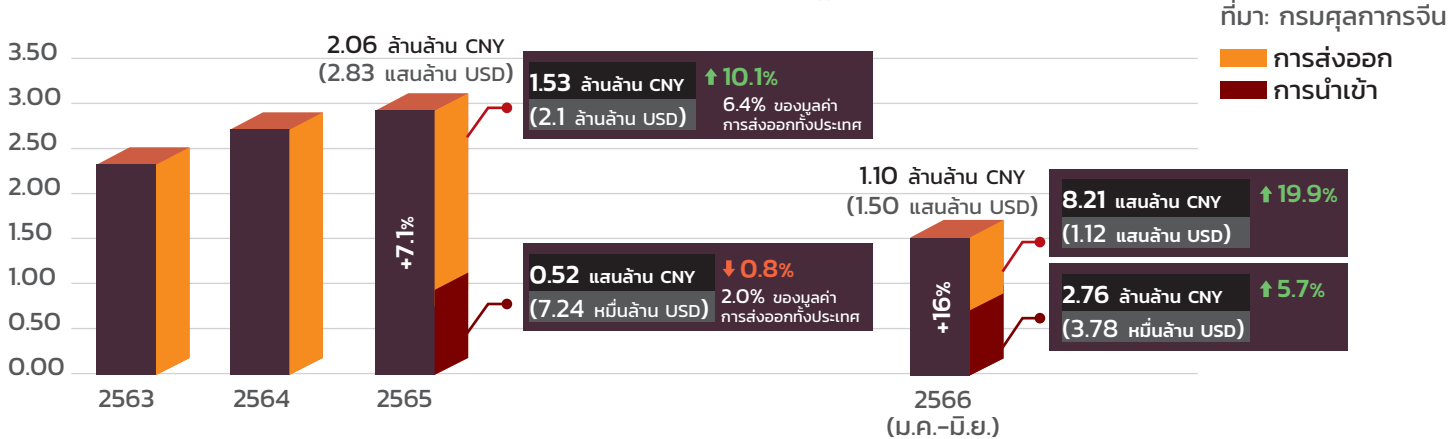 ที่มา: กรมศุลกากรจีน
การส่งออก
การนำเข้า
3.50
3.00
2.50
2.00
1.50
1.00
0.50
0.00
2.06 ล้านล้าน CNY
(2.83 แสนล้าน USD)
1.53 ล้านล้าน CNY
(2.1 ล้านล้าน USD)
10.1%
6.4% ของมูลค่า
การส่งออกทั้งประเทศ
+7.1%
0.52 แสนล้าน CNY
(7.24 หมื่นล้าน USD)
0.8%
2.0% ของมูลค่า
การส่งออกทั้งประเทศ
1.10 ล้านล้าน CNY
(1.50 แสนล้าน USD)
8.21 แสนล้าน CNY
(1.12 แสนล้าน USD)
19.9%
+16%
2.76 ล้านล้าน CNY
(3.78 หมื่นล้าน USD)
5.7%
2563
2564
2565
2566
(ม.ค.-มิ.ย.)